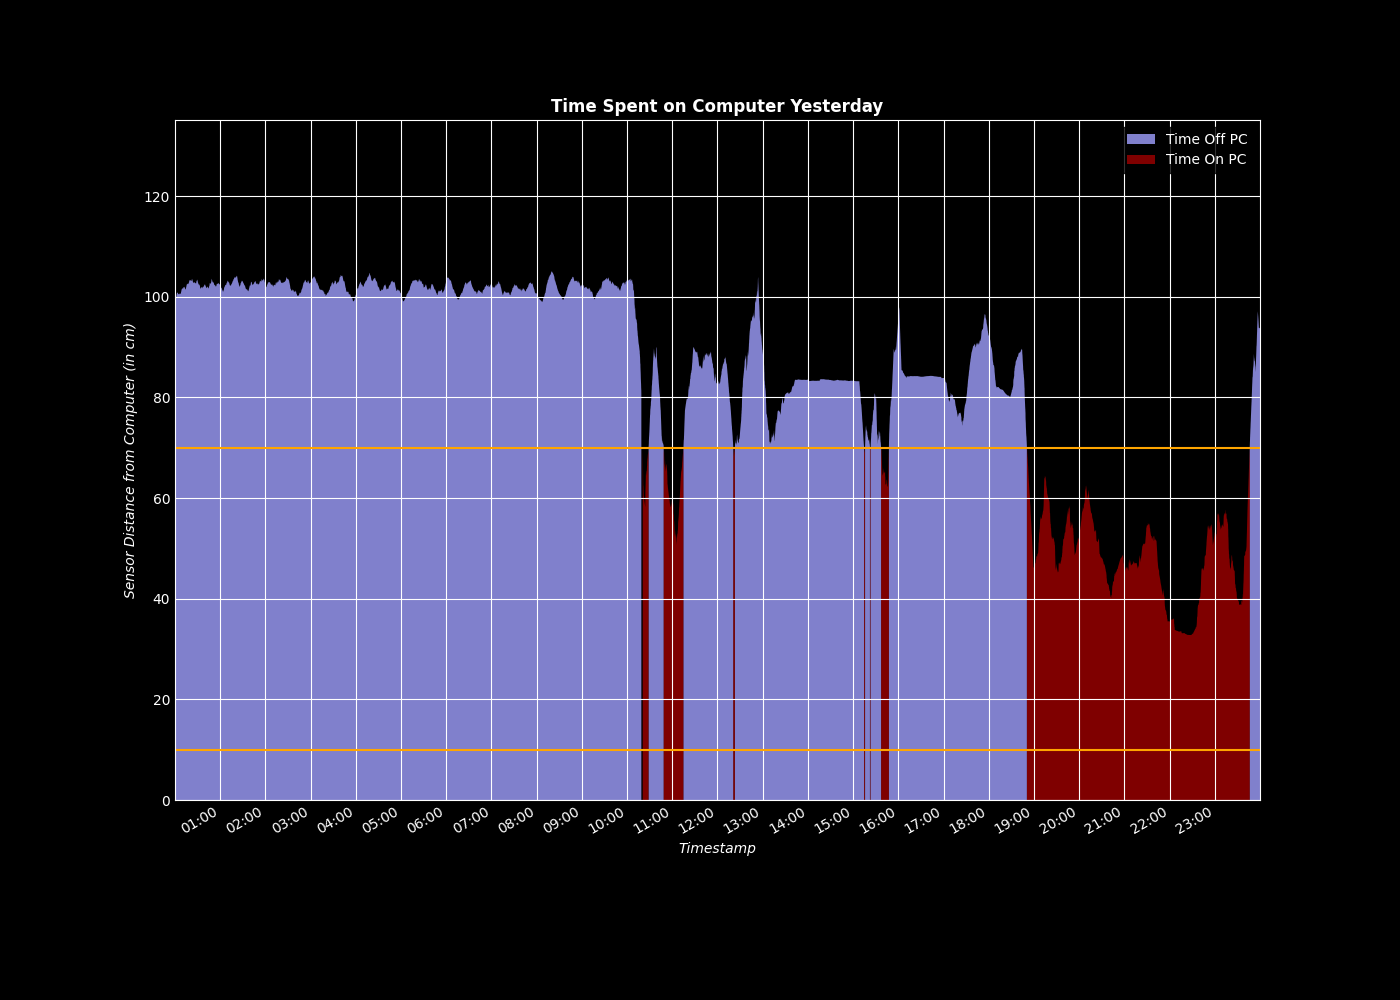 Time Spent on Computer Yesterday
Time Off PC
Time On PC
Sensor Distance from Computer (in cm)
120
100
80
60
40
20
0
01:00 02:00 03:00 04:00 05:00 06:00 07:00 08:00 09:00 10:00 11:00 12:00 13:00 14:00 15:00 16:00 17:00 18:00 19:00 20:00 21:00 22:00 23:00
Timestamp